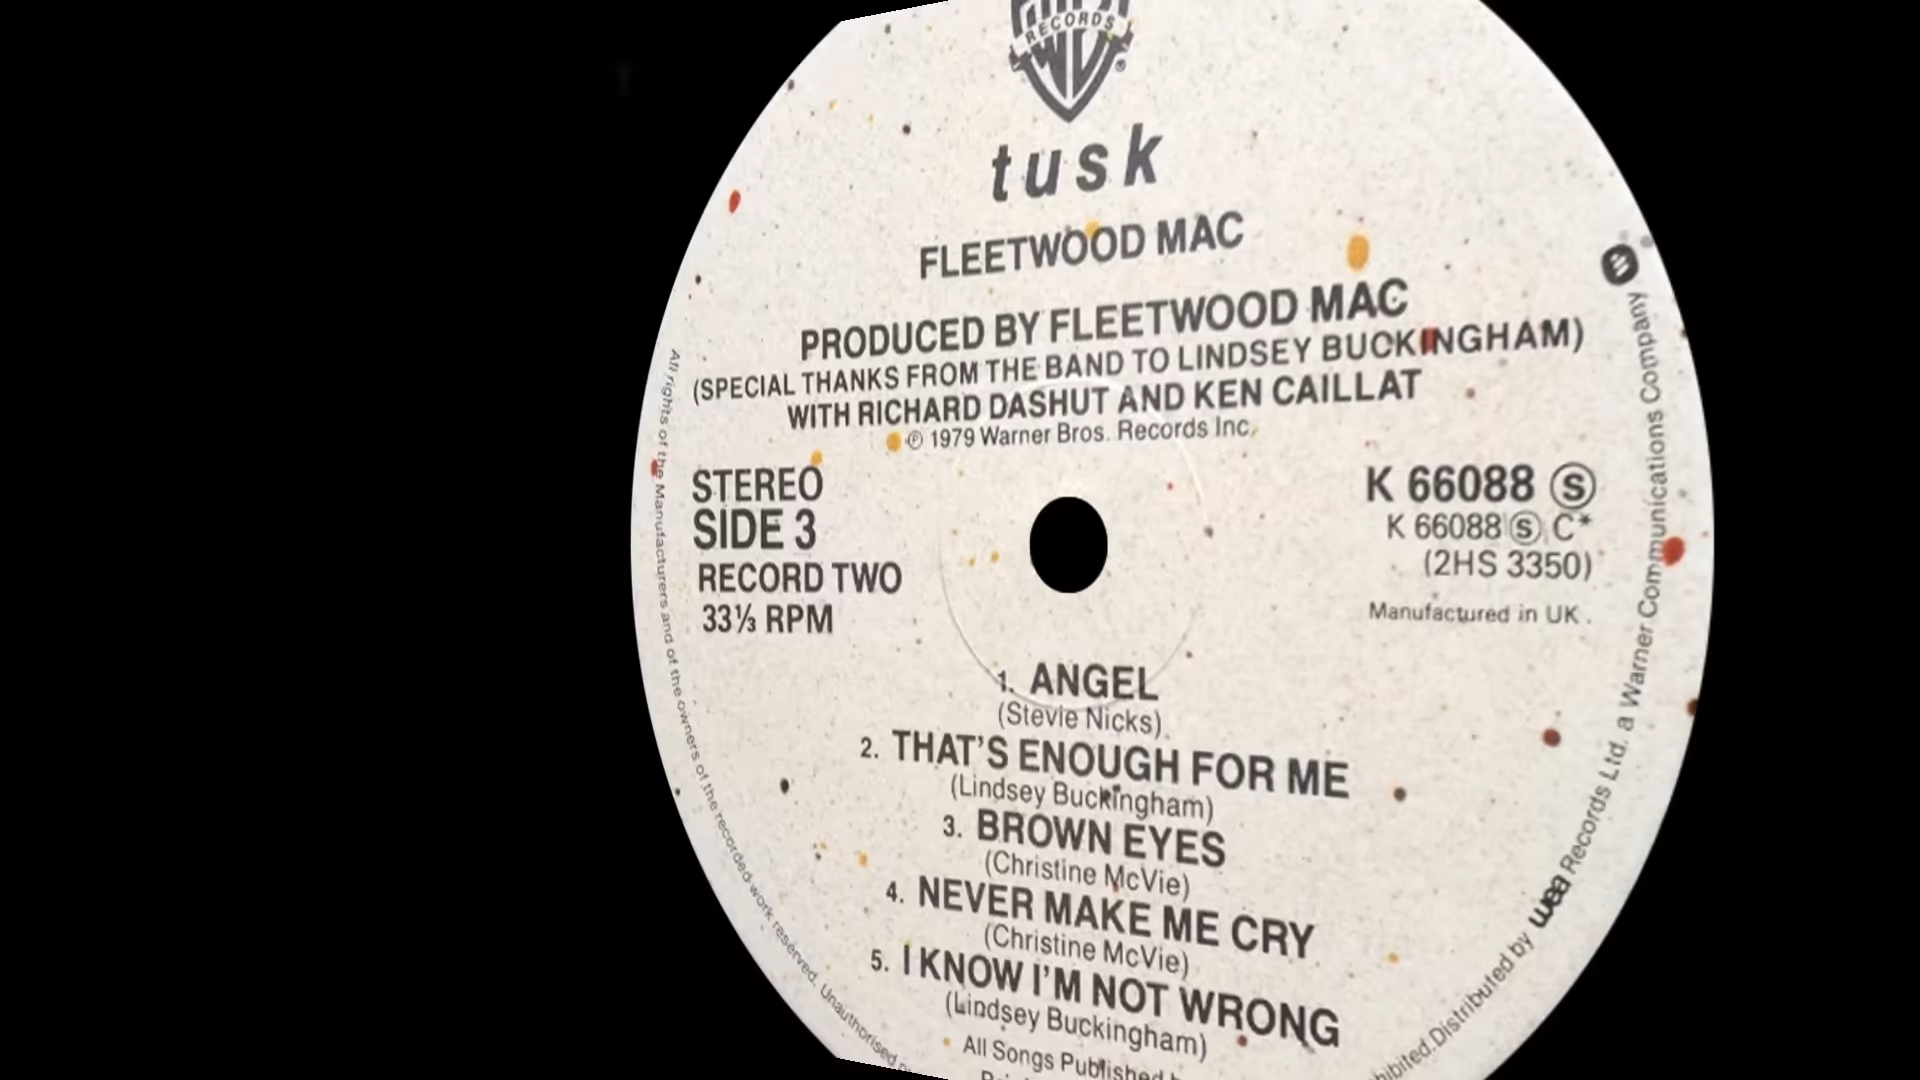 RECORDS
®
tusk
FLEETWOOD MAC
PRODUCED BY FLEETWOOD MAC
(SPECIAL THANKS FROM THE BAND TO LINDSEY BUCKINGHAM)
WITH RICHARD DASHUT AND KEN CAILLAT
℗ 1979 Warner Bros. Records Inc.
STEREO
SIDE 3
RECORD TWO
33⅓ RPM
K 66088 Ⓢ
K 66088 Ⓢ C*
(2HS 3350)
Manufactured in UK.
1. ANGEL
(Stevie Nicks)
2. THAT'S ENOUGH FOR ME
(Lindsey Buckingham)
3. BROWN EYES
(Christine McVie)
4. NEVER MAKE ME CRY
(Christine McVie)
5. I KNOW I'M NOT WRONG
(Lindsey Buckingham)
All Songs Published
All rights of the Manufacturers and of the owners of the recorded work reserved. Unauthorised
hibited. Distributed by wea Records Ltd. a Warner Communications Company